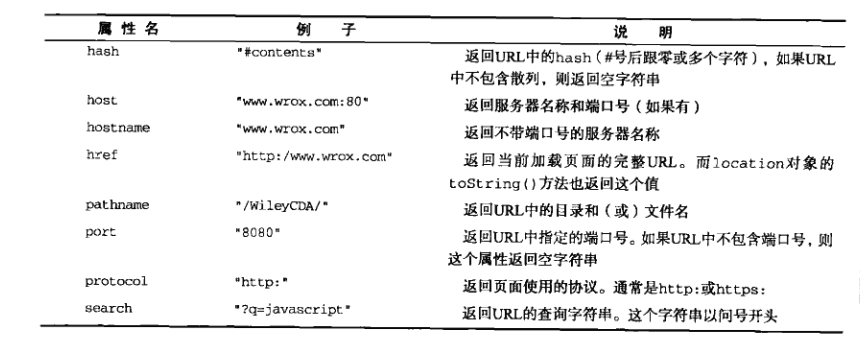 属 性 名 例 子 说 明
hash "#contents" 返回URL中的hash（#号后跟零或多个字符），如果URL
中不包含散列，则返回空字符串
host "www.wrox.com:80" 返回服务器名称和端口号（如果有）
hostname "www.wrox.com" 返回不带端口号的服务器名称
href "http:/www.wrox.com" 返回当前加载页面的完整URL。而location对象的
toString()方法也返回这个值
pathname "/WileyCDA/" 返回URL中的目录和（或）文件名
port "8080" 返回URL中指定的端口号。如果URL中不包含端口号，则
这个属性返回空字符串
protocol "http:" 返回页面使用的协议。通常是http:或https:
search "?q=javascript" 返回URL的查询字符串。这个字符串以问号开头